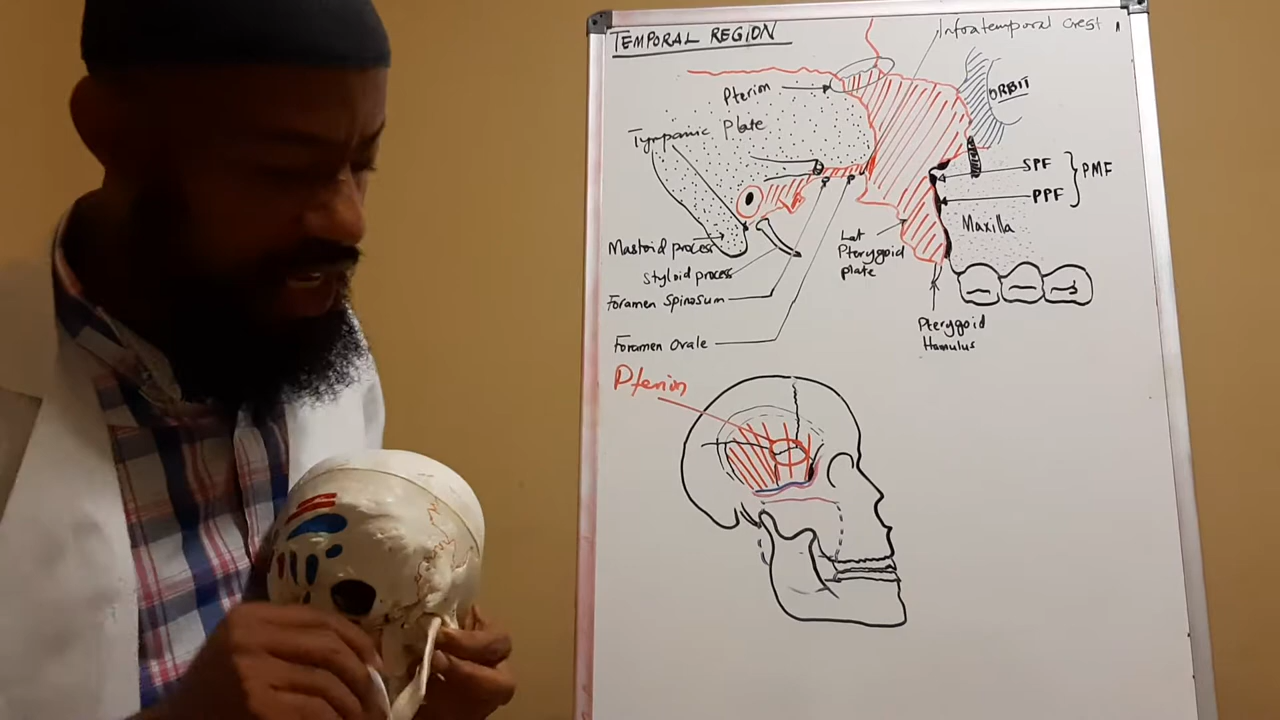 TEMPORAL REGION
Infratemporal crest
Pterion
ORBIT
Tympanic Plate
SPF
PMF
PPF
Maxilla
Mastoid process
Lat
Pterygoid
plate
Styloid process
Foramen Spinosum
Foramen Ovale
Pterygoid
Hamulus
Pterion